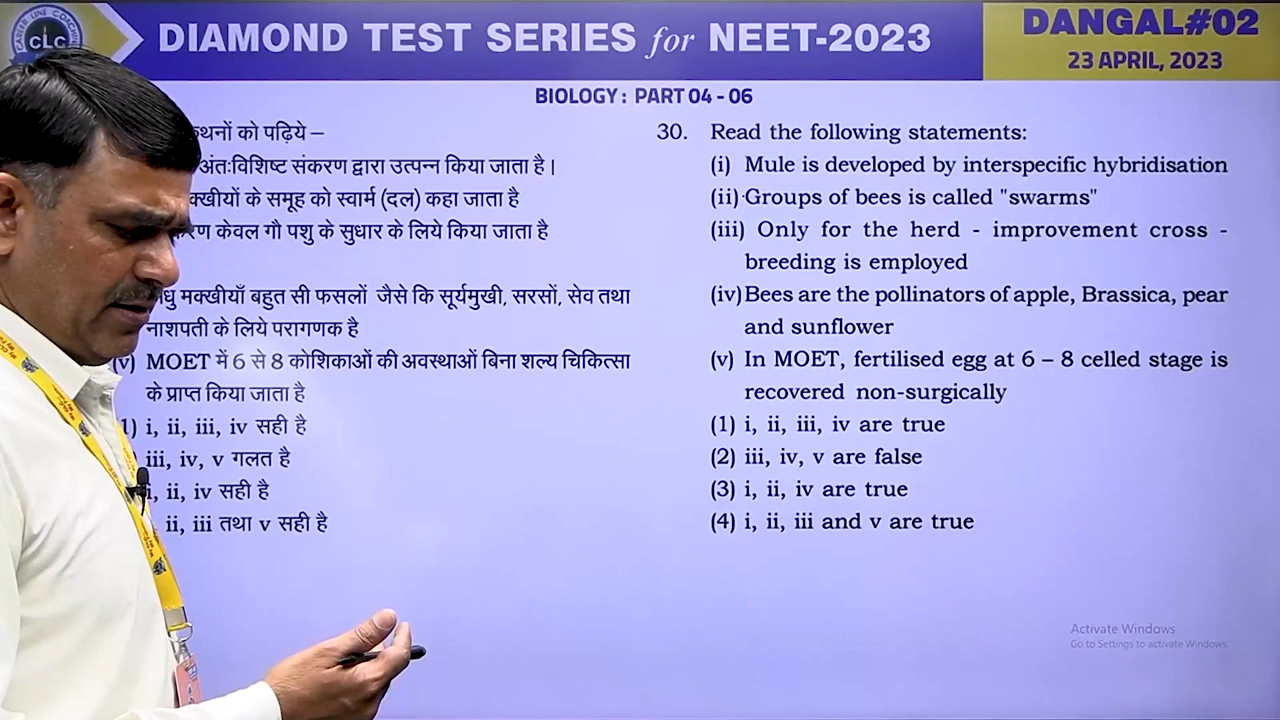 CAREER LINE COACHING
CLC
DIAMOND TEST SERIES for NEET-2023
DANGAL#02
23 APRIL, 2023
BIOLOGY : PART 04 - 06
कथनों को पढ़िये –
अंतःविशिष्ट संकरण द्वारा उत्पन्न किया जाता है।
के समूह को स्वार्म (दल) कहा जाता है
केवल गौ पशु के सुधार के लिये किया जाता है
मक्खीयाँ बहुत सी फसलों जैसे कि सूर्यमुखी, सरसों, सेव तथा
नाशपती के लिये परागणक है
(v) MOET में 6 से 8 कोशिकाओं की अवस्थाओं बिना शल्य चिकित्सा
के प्राप्त किया जाता है
1) i, ii, iii, iv सही है
iii, iv, v गलत है
i, ii, iv सही है
ii, iii तथा v सही है
30. Read the following statements:
(i) Mule is developed by interspecific hybridisation
(ii) Groups of bees is called "swarms"
(iii) Only for the herd - improvement cross -
breeding is employed
(iv) Bees are the pollinators of apple, Brassica, pear
and sunflower
(v) In MOET, fertilised egg at 6 – 8 celled stage is
recovered non-surgically
(1) i, ii, iii, iv are true
(2) iii, iv, v are false
(3) i, ii, iv are true
(4) i, ii, iii and v are true
Activate Windows
Go to Settings to activate Windows.